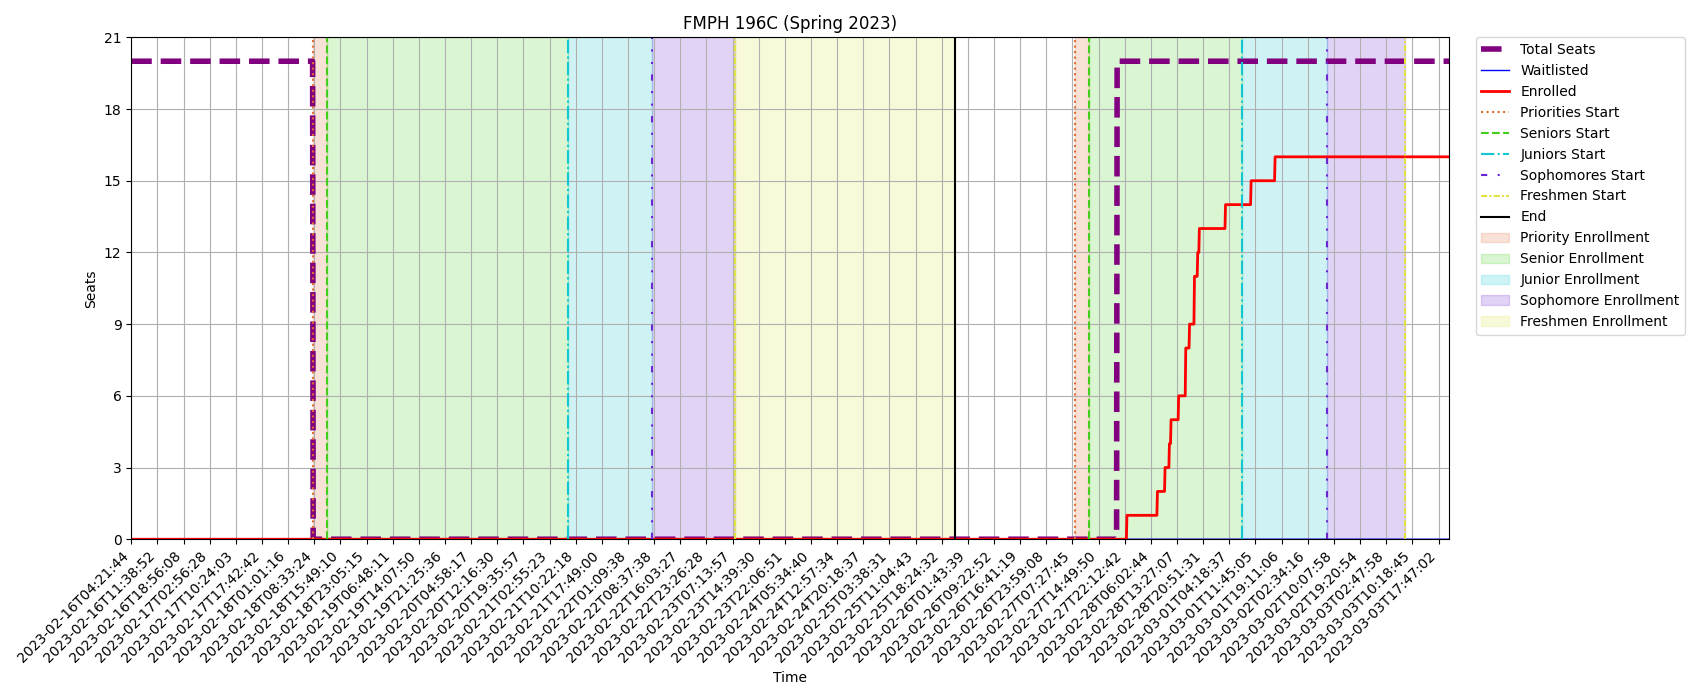 FMPH 196C (Spring 2023)
21
18
15
12
9
6
3
0
Seats
2023-02-16T04:21:44
2023-02-16T11:38:52
2023-02-16T18:56:08
2023-02-17T02:56:28
2023-02-17T10:24:03
2023-02-17T17:42:42
2023-02-18T01:01:16
2023-02-18T08:33:24
2023-02-18T15:49:10
2023-02-18T23:05:15
2023-02-19T06:48:11
2023-02-19T14:07:50
2023-02-19T21:25:36
2023-02-20T04:58:17
2023-02-20T12:16:30
2023-02-20T19:35:57
2023-02-21T02:55:23
2023-02-21T10:22:18
2023-02-21T17:49:00
2023-02-22T01:09:38
2023-02-22T08:37:38
2023-02-22T16:03:27
2023-02-22T23:26:28
2023-02-23T07:13:57
2023-02-23T14:39:30
2023-02-23T22:06:51
2023-02-24T05:34:40
2023-02-24T12:57:34
2023-02-24T20:18:37
2023-02-25T03:38:31
2023-02-25T11:04:43
2023-02-25T18:24:32
2023-02-26T01:43:39
2023-02-26T09:22:52
2023-02-26T16:41:19
2023-02-26T23:59:08
2023-02-27T07:27:45
2023-02-27T14:49:50
2023-02-27T22:12:42
2023-02-28T06:02:44
2023-02-28T13:27:07
2023-02-28T20:51:31
2023-03-01T04:18:37
2023-03-01T11:45:05
2023-03-01T19:11:06
2023-03-02T02:34:16
2023-03-02T10:07:58
2023-03-02T19:20:54
2023-03-03T02:47:58
2023-03-03T10:18:45
2023-03-03T17:47:02
Time
Total Seats
Waitlisted
Enrolled
Priorities Start
Seniors Start
Juniors Start
Sophomores Start
Freshmen Start
End
Priority Enrollment
Senior Enrollment
Junior Enrollment
Sophomore Enrollment
Freshmen Enrollment